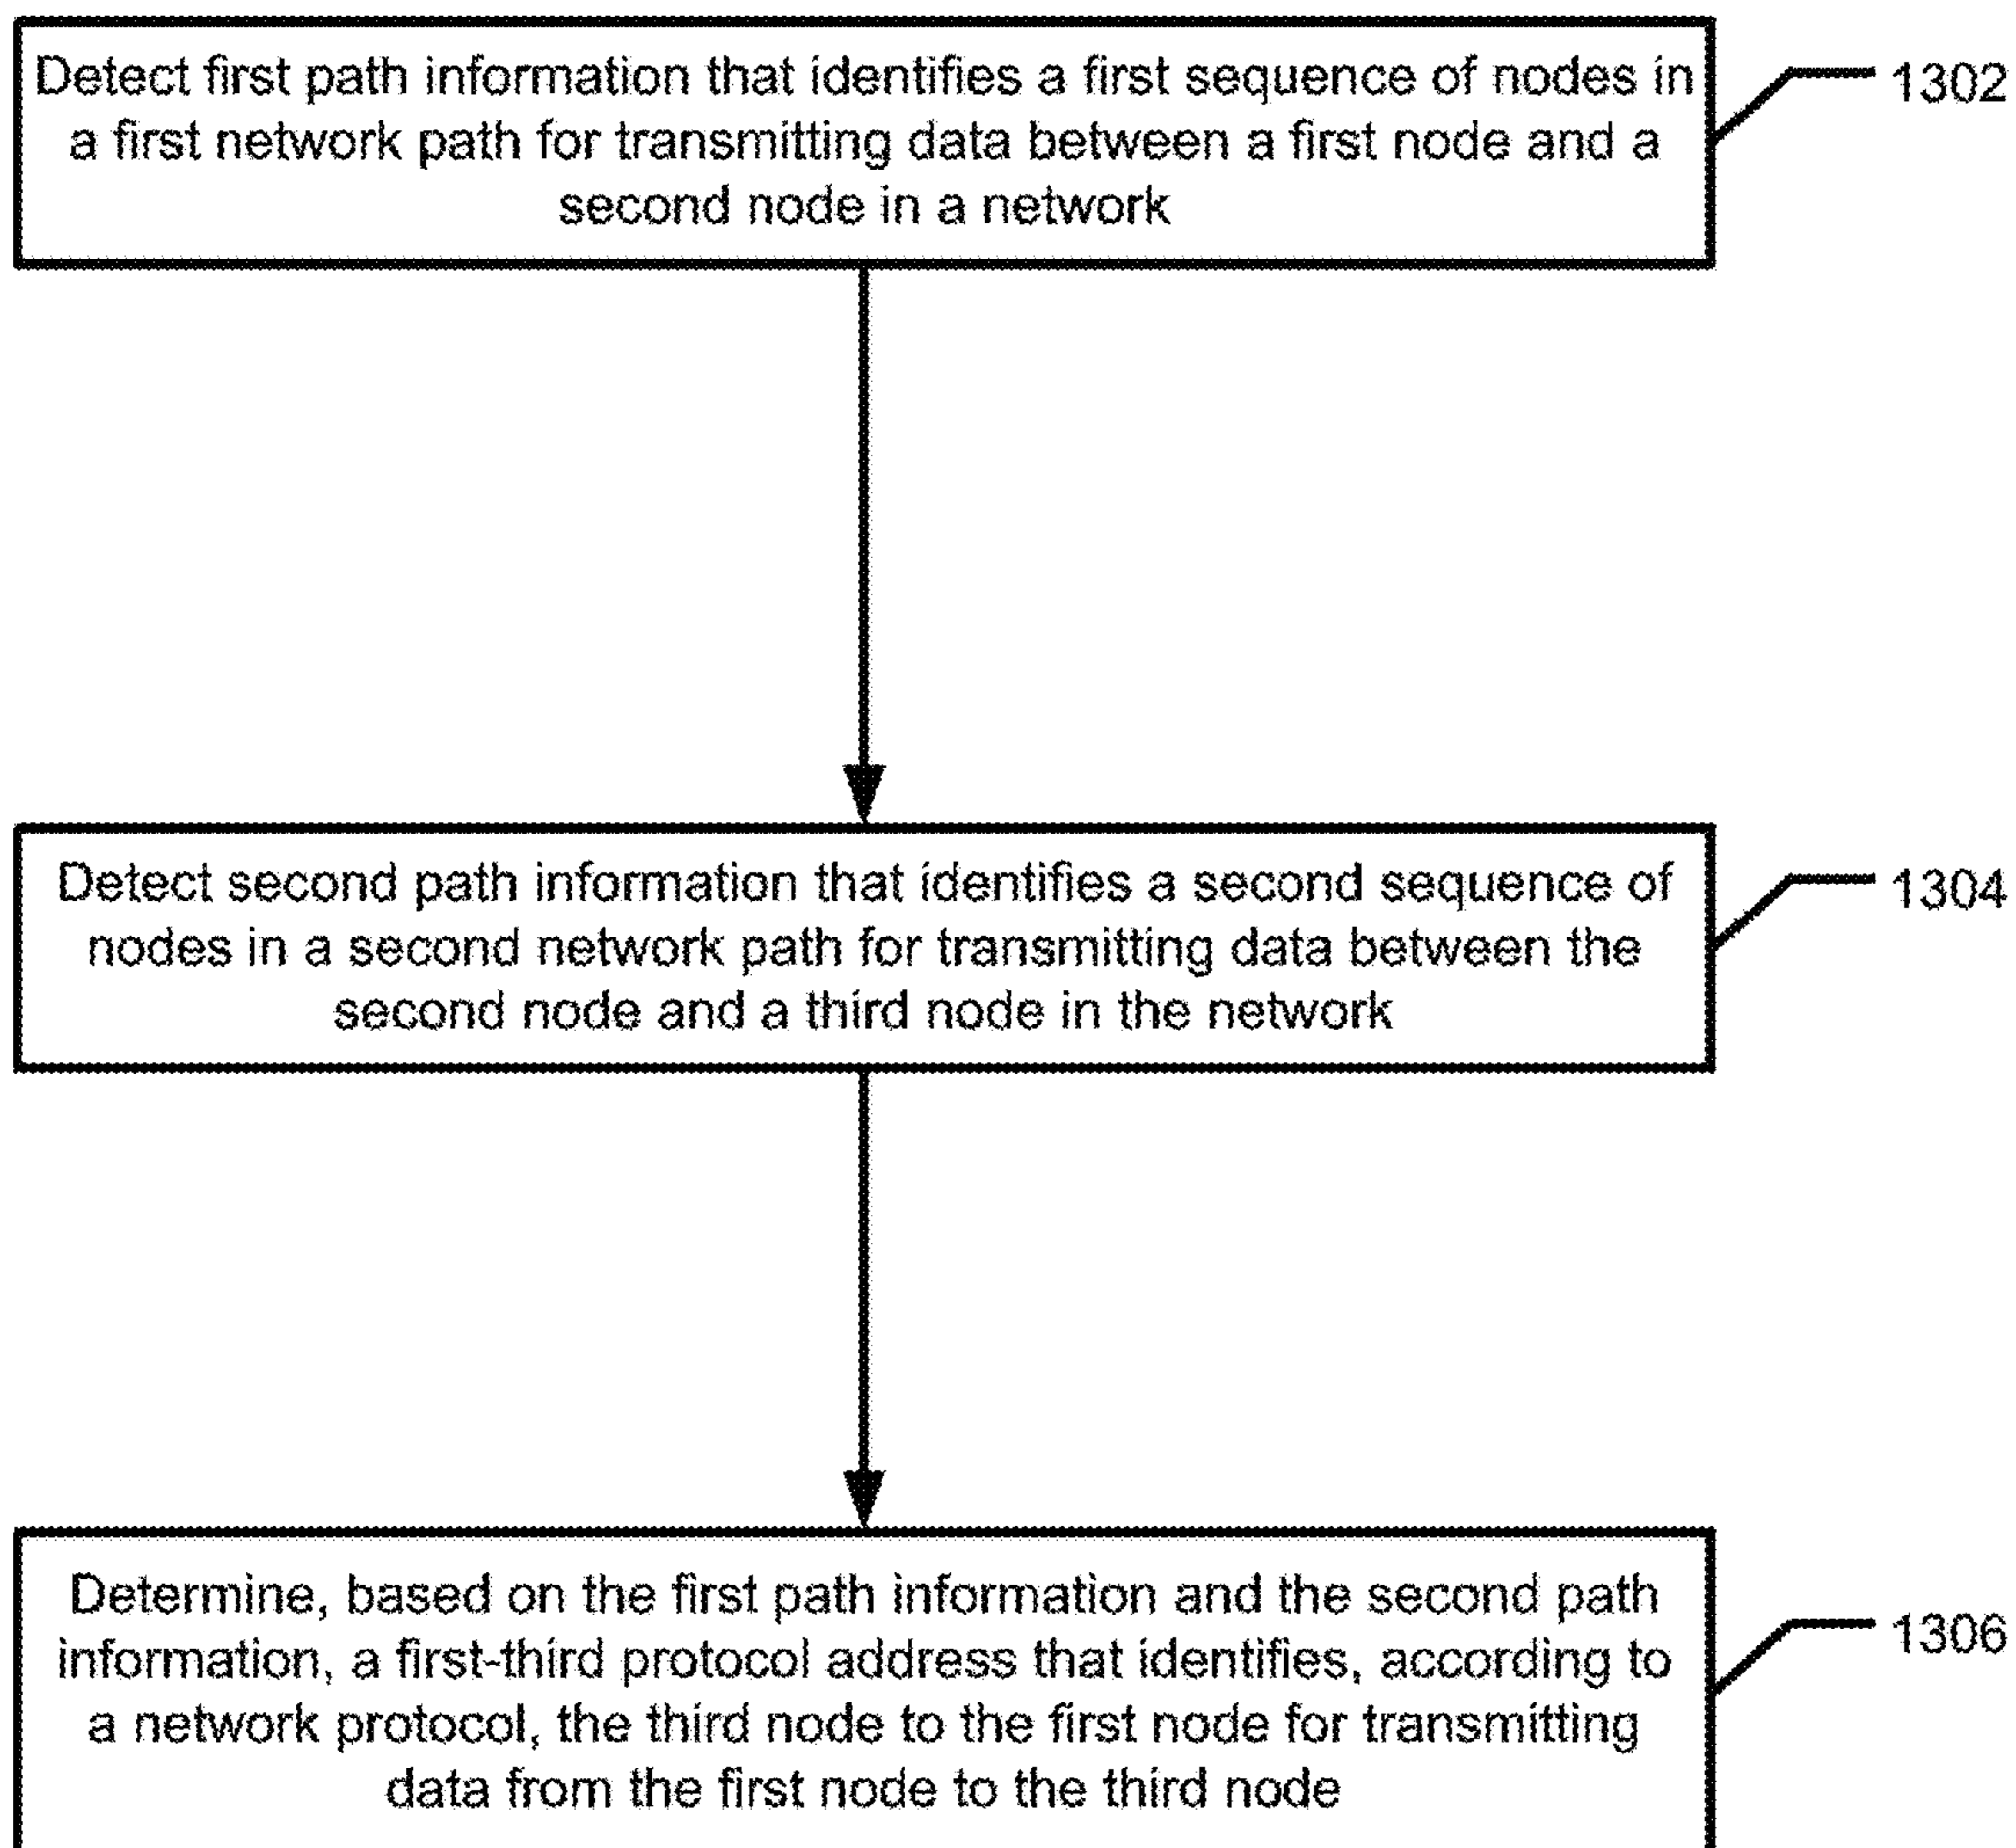 Detect first path information that identifies a first sequence of nodes in
a first network path for transmitting data between a first node and a
second node in a network
1302
Detect second path information that identifies a second sequence of
nodes in a second network path for transmitting data between the
second node and a third node in the network
1304
Determine, based on the first path information and the second path
information, a first-third protocol address that identifies, according to
a network protocol, the third node to the first node for transmitting
data from the first node to the third node
1306